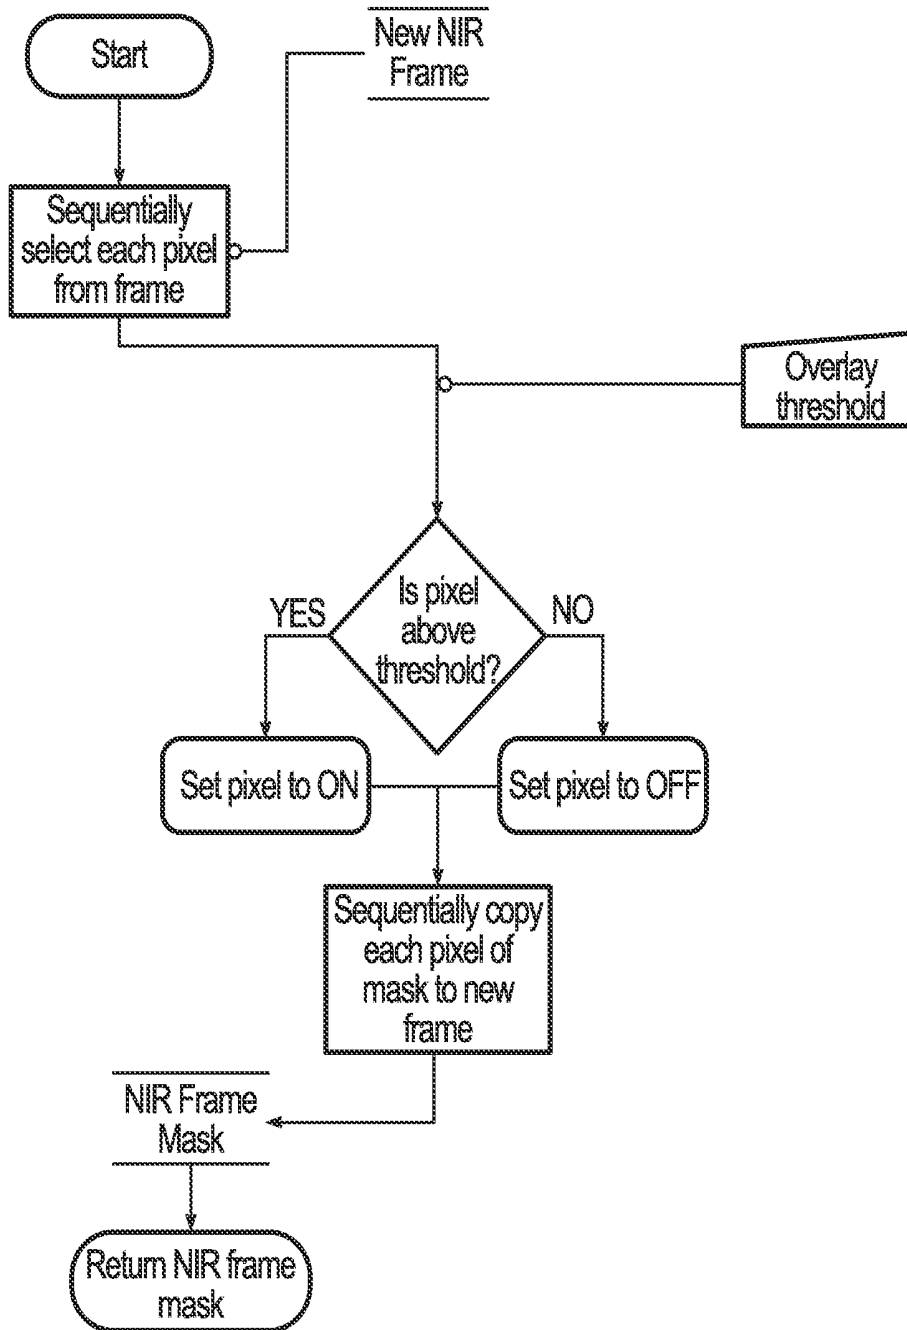 Start
New NIR
Frame
Sequentially
select each pixel
from frame
Overlay
threshold
Is pixel
above
threshold?
YES
NO
Set pixel to ON
Set pixel to OFF
Sequentially copy
each pixel of
mask to new
frame
NIR Frame
Mask
Return NIR frame
mask